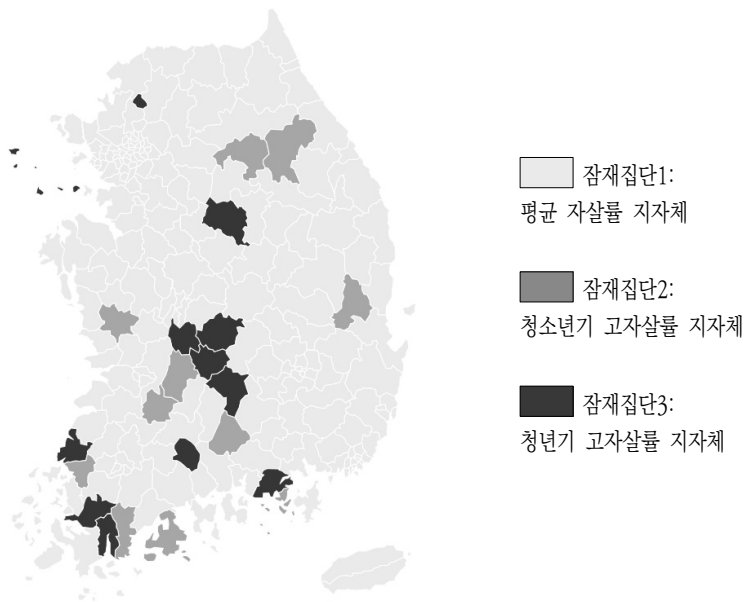 잠재집단1:
평균 자살률 지자체
잠재집단2:
청소년기 고자살률 지자체
잠재집단3:
청년기 고자살률 지자체